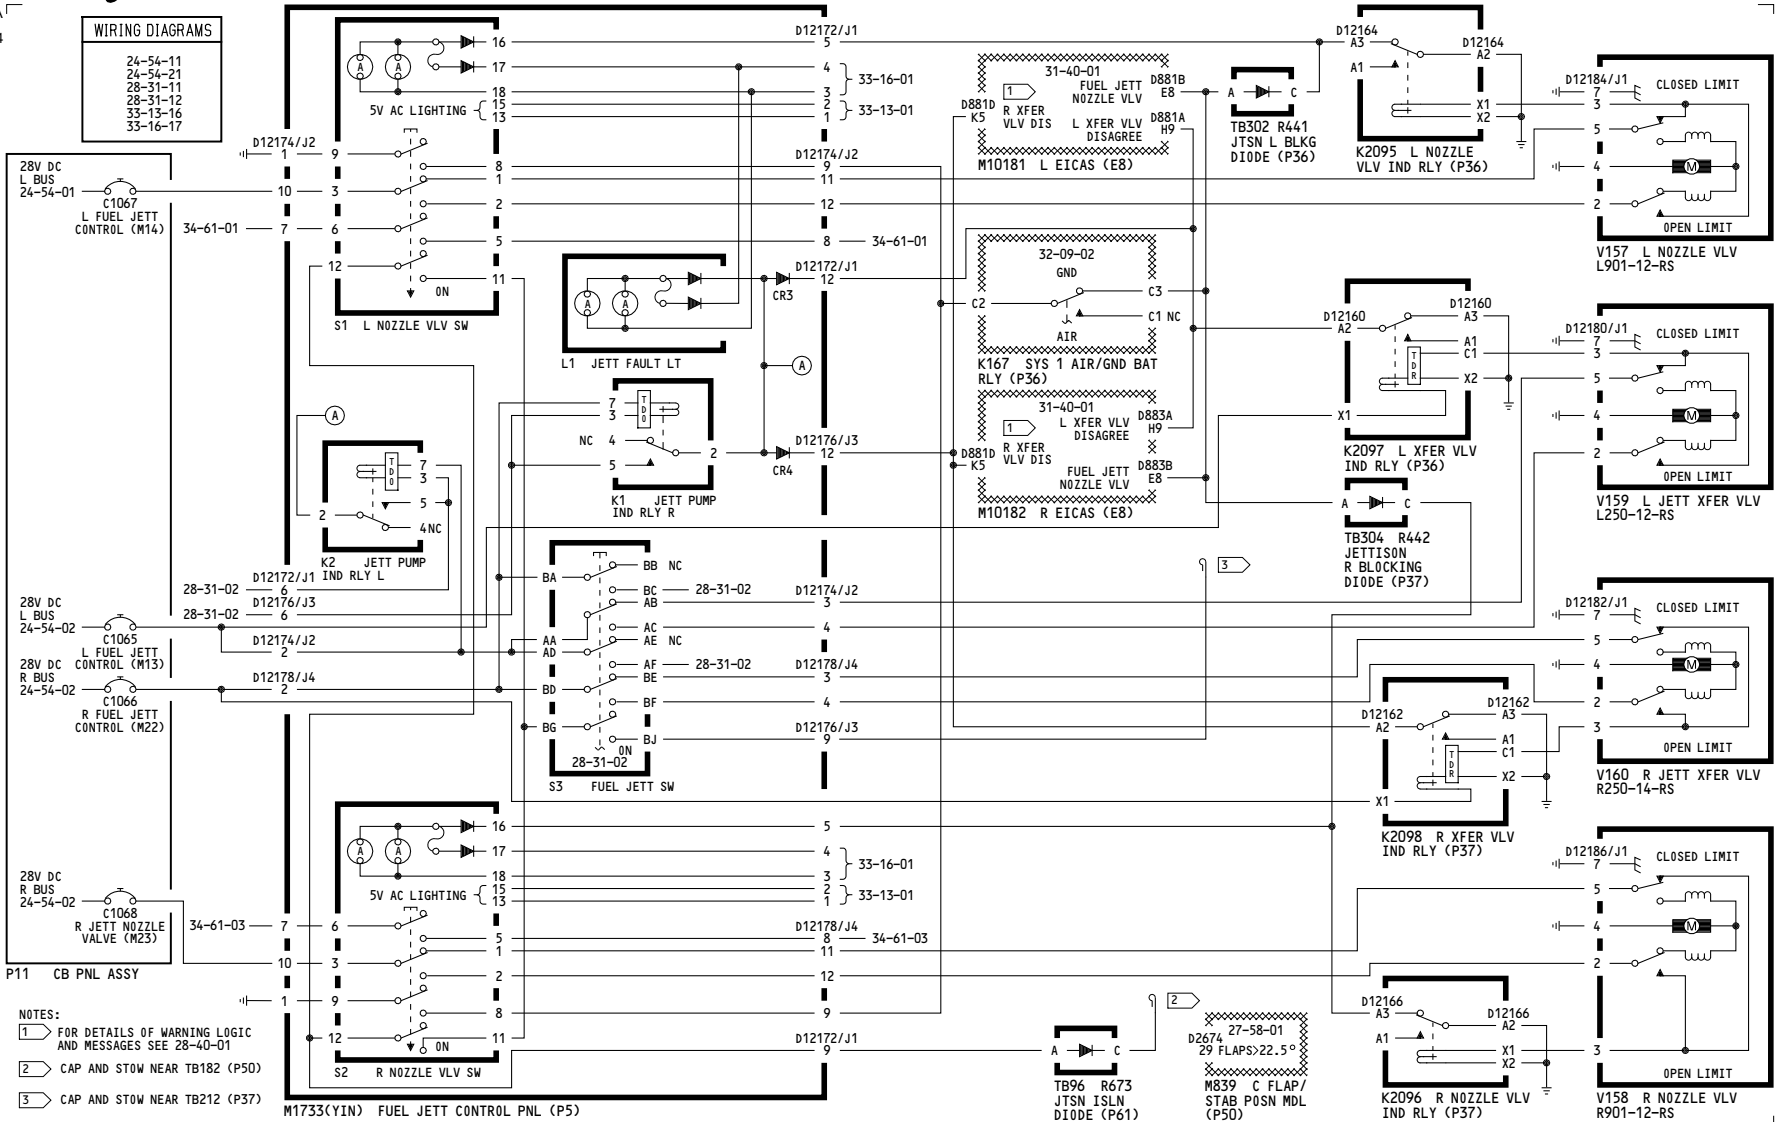 WIRING DIAGRAMS
24-54-11
24-54-21
28-31-11
28-31-12
33-13-16
33-16-17
28V DC
L BUS
24-54-01
C1067
L FUEL JETT
CONTROL (M14)
28V DC
L BUS
24-54-02
C1065
L FUEL JETT
CONTROL (M13)
28V DC
R BUS
24-54-02
C1066
R FUEL JETT
CONTROL (M22)
28V DC
R BUS
24-54-02
C1068
R JETT NOZZLE
VALVE (M23)
P11 CB PNL ASSY
NOTES:
1 FOR DETAILS OF WARNING LOGIC
AND MESSAGES SEE 28-40-01
2 CAP AND STOW NEAR TB182 (P50)
3 CAP AND STOW NEAR TB212 (P37)
D12174/J2
1 9
10 3
34-61-01 7 6
12
A A
16
17
18
5V AC LIGHTING
15
13
8
1
2
5
11
ON
S1 L NOZZLE VLV SW
D12172/J1
5
4
3
33-16-01
2
1
33-13-01
D12174/J2
9
11
12
8 34-61-01
D12172/J1
12
CR3
A A
L1 JETT FAULT LT
A
7
3
TDO
NC 4
5
2
K1 JETT PUMP
IND RLY R
D12176/J3
12
CR4
A
TDO
7
3
5
4NC
2
K2 JETT PUMP
IND RLY L
D12172/J1
28-31-02 6
D12176/J3
28-31-02 6
D12174/J2
2
D12178/J4
2
BA
AA
AD
BD
BG
BB NC
BC 28-31-02
AB
AC
AE NC
AF 28-31-02
BE
BF
BJ
ON
28-31-02
S3 FUEL JETT SW
D12174/J2
3
4
D12178/J4
3
4
D12176/J3
9
A A
16
17
18
5V AC LIGHTING
15
13
34-61-03 7 6
10 3
1 9
12
5
1
2
8
11
ON
S2 R NOZZLE VLV SW
5
4
3
33-16-01
2
1
33-13-01
D12178/J4
8 34-61-03
11
12
9
D12172/J1
9
M1733(YIN) FUEL JETT CONTROL PNL (P5)
31-40-01
1
FUEL JETT
NOZZLE VLV
D881B
E8
D881D
K5
R XFER
VLV DIS
L XFER VLV
DISAGREE
D881A
H9
M10181 L EICAS (E8)
32-09-02
GND
C2
C3
C1 NC
AIR
K167 SYS 1 AIR/GND BAT
RLY (P36)
31-40-01
1
L XFER VLV
DISAGREE
D883A
H9
D881D
K5
R XFER
VLV DIS
FUEL JETT
NOZZLE VLV
D883B
E8
M10182 R EICAS (E8)
A C
TB302 R441
JTSN L BLKG
DIODE (P36)
D12164
A3
A1
D12164
A2
X1
X2
K2095 L NOZZLE
VLV IND RLY (P36)
D12160
A2
X1
D12160
A3
A1
C1
X2
TDR
K2097 L XFER VLV
IND RLY (P36)
A C
TB304 R442
JETTISON
R BLOCKING
DIODE (P37)
3
D12162
A2
X1
D12162
A3
A1
C1
X2
TDR
K2098 R XFER VLV
IND RLY (P37)
2
A C
TB96 R673
JTSN ISLN
DIODE (P61)
27-58-01
D2674
29 FLAPS>22.5°
M839 C FLAP/
STAB POSN MDL
(P50)
D12166
A3
A1
D12166
A2
X1
X2
K2096 R NOZZLE VLV
IND RLY (P37)
D12184/J1
7
3
5
4
2
CLOSED LIMIT
M
OPEN LIMIT
V157 L NOZZLE VLV
L901-12-RS
D12180/J1
7
3
5
4
2
CLOSED LIMIT
M
OPEN LIMIT
V159 L JETT XFER VLV
L250-12-RS
D12182/J1
7
5
4
2
3
CLOSED LIMIT
M
OPEN LIMIT
V160 R JETT XFER VLV
R250-14-RS
D12186/J1
7
5
4
2
3
CLOSED LIMIT
M
OPEN LIMIT
V158 R NOZZLE VLV
R901-12-RS